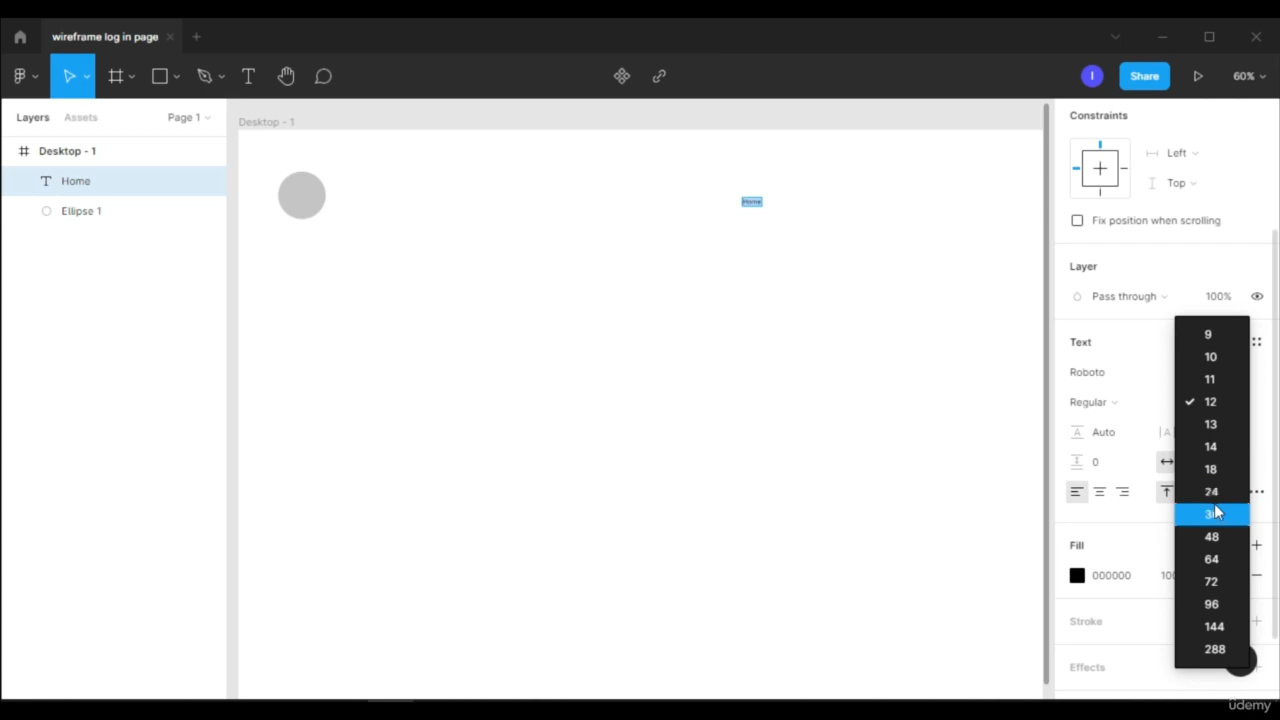 wireframe log in page
I
Share
60%
Layers
Assets
Page 1
Desktop - 1
Desktop - 1
Home
Ellipse 1
Home
Constraints
Left
Top
Fix position when scrolling
Layer
Pass through
100%
Text
Roboto
Regular
Auto
0
9
10
11
12
13
14
18
24
48
64
72
96
144
288
Fill
000000
Stroke
Effects
udemy